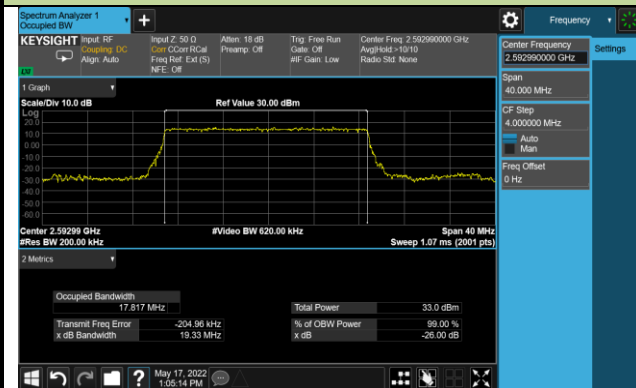 Spectrum Analyzer 1
Occupied BW
Frequency
KEYSIGHT
Input: RF
Coupling: DC
Align: Auto
Input Z: 50 Ω
Corr CCorr RCal
Freq Ref: Ext (S)
NFE: Off
Atten: 18 dB
Preamp: Off
Trig: Free Run
Gate: Off
#IF Gain: Low
Center Freq: 2.592990000 GHz
Avg|Hold:>10/10
Radio Std: None
Center Frequency
2.592990000 GHz
Settings
Span
40.000 MHz
CF Step
4.000000 MHz
Auto
Man
Freq Offset
0 Hz
1 Graph
Scale/Div 10.0 dB
Ref Value 30.00 dBm
Log
20.0
10.0
0.00
-10.0
-20.0
-30.0
-40.0
-50.0
-60.0
Center 2.59299 GHz
#Video BW 620.00 kHz
Span 40 MHz
#Res BW 200.00 kHz
Sweep 1.07 ms (2001 pts)
2 Metrics
Occupied Bandwidth
17.817 MHz
Total Power
33.0 dBm
Transmit Freq Error
-204.96 kHz
% of OBW Power
99.00 %
x dB Bandwidth
19.33 MHz
x dB
-26.00 dB
May 17, 2022
1:05:14 PM